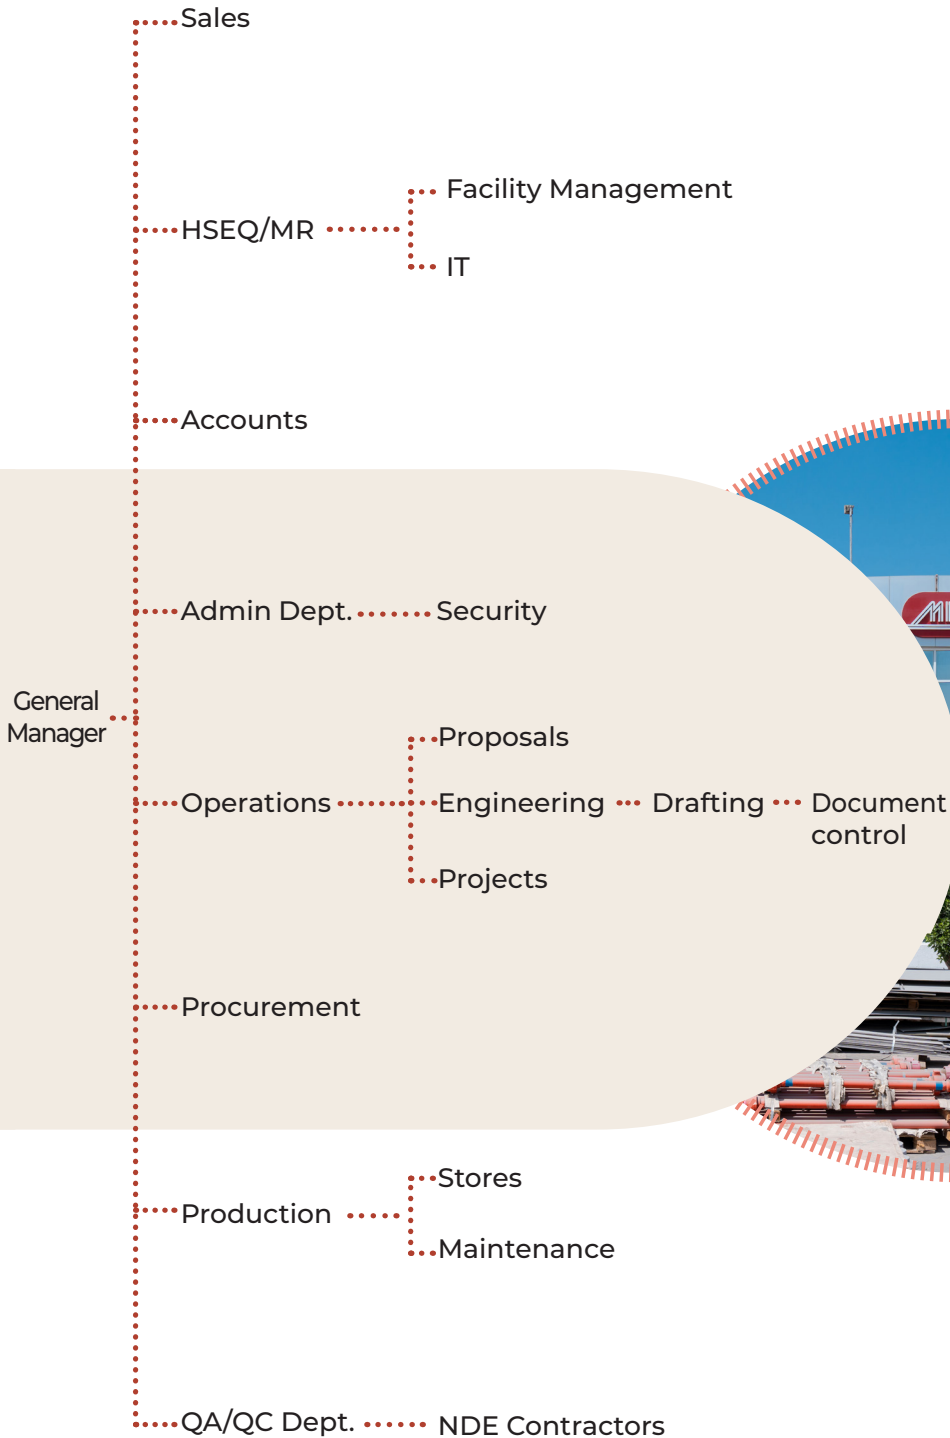 Sales
Facility Management
HSEQ/MR
IT
Accounts
Admin Dept.
Security
General
Manager
Proposals
Operations
Engineering
Drafting
Document
control
Projects
Procurement
Stores
Production
Maintenance
QA/QC Dept.
NDE Contractors